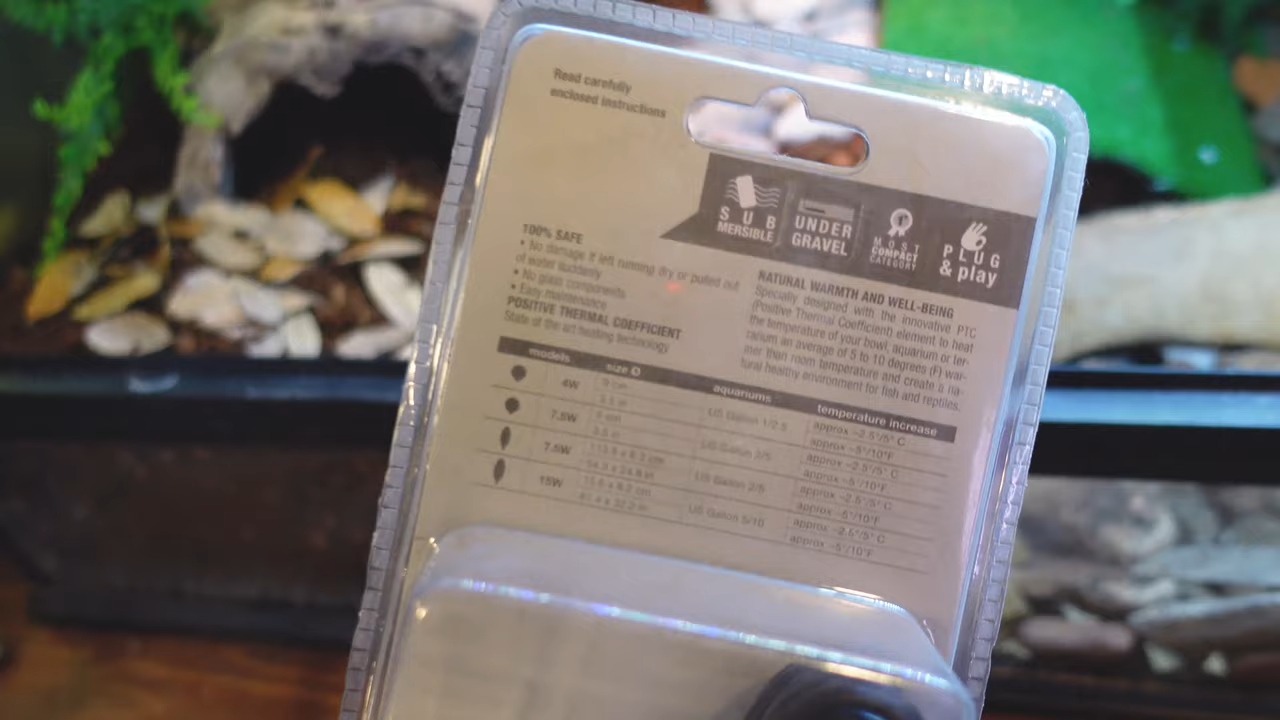 Read carefully
enclosed instructions
SUB
MERSIBLE
UNDER
GRAVEL
MOST
COMPACT
CATEGORY
PLUG
& play
100% SAFE
• No damage if left running dry or pulled out
of water suddenly
• No glass components
• Easy maintenance
POSITIVE THERMAL COEFFICIENT
State of the art heating technology
NATURAL WARMTH AND WELL-BEING
Specially designed with the innovative PTC
(Positive Thermal Coefficient) element to heat
the temperature of your bowl, aquarium or ter-
rarium an average of 5 to 10 degrees (F) war-
mer than room temperature and create a na-
tural healthy environment for fish and reptiles.
models size Ø aquariums temperature increase
4W US Gallon 1/2.5 approx ~2.5°/5° C
approx ~5°/10°F
7.5W US Gallon 2/5 approx ~2.5°/5° C
approx ~5°/10°F
7.5W US Gallon 2/5 approx ~2.5°/5° C
approx ~5°/10°F
15W US Gallon 5/10 approx ~2.5°/5° C
approx ~5°/10°F